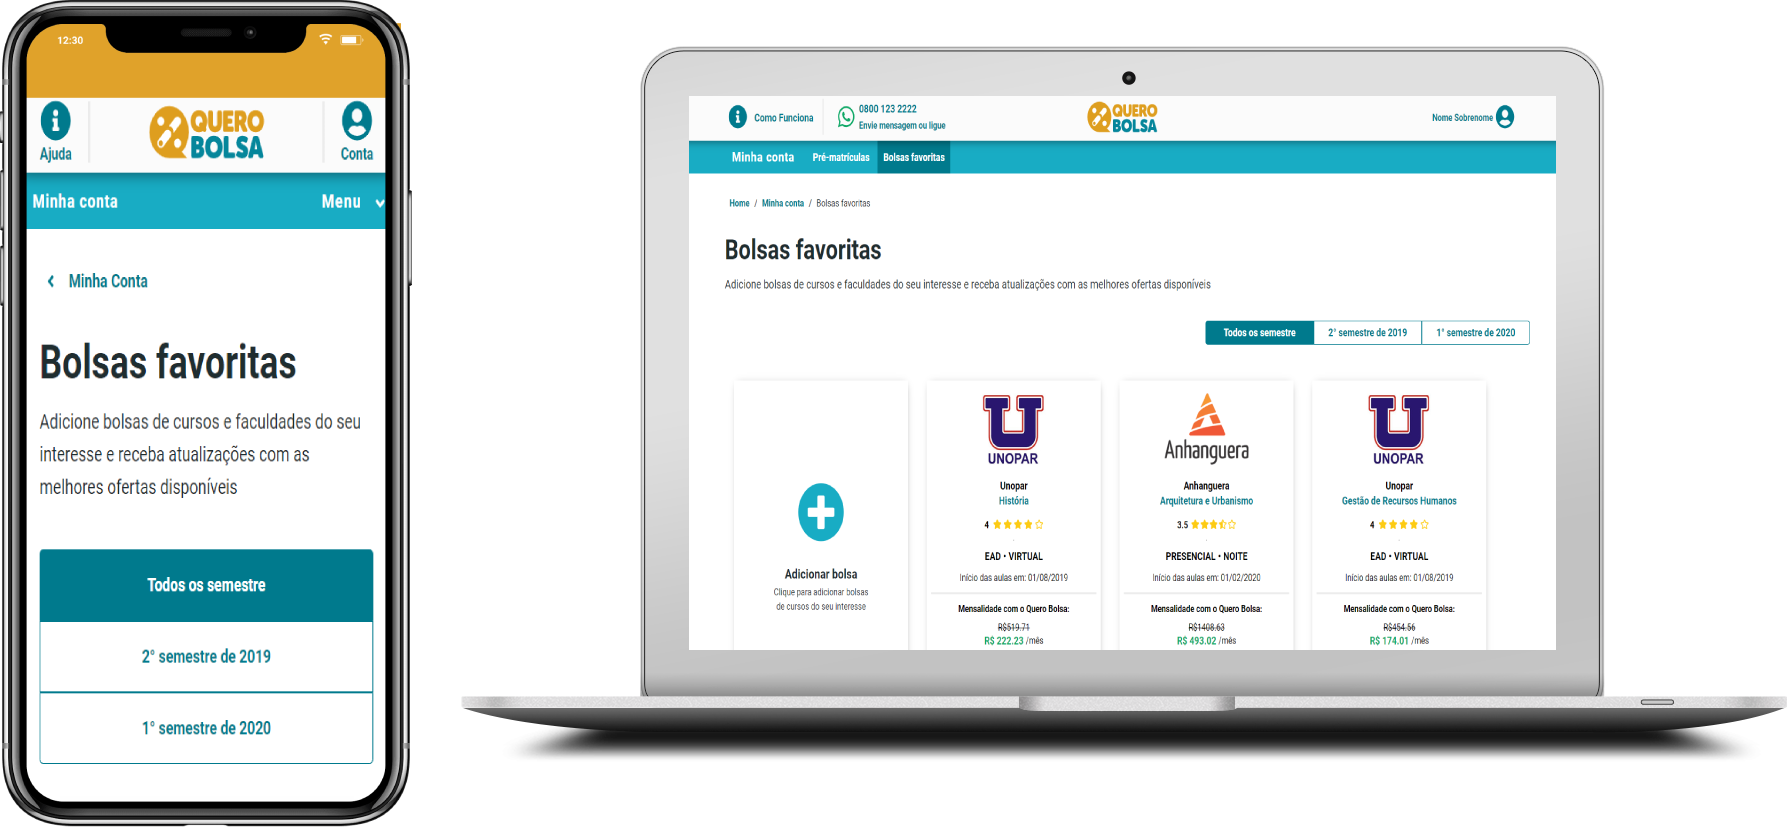 12:30
Ajuda
QUERO
BOLSA
Conta
Minha conta
Menu
Minha Conta
Bolsas favoritas
Adicione bolsas de cursos e faculdades do seu
interesse e receba atualizações com as
melhores ofertas disponíveis
Todos os semestre
2° semestre de 2019
1° semestre de 2020
Como Funciona
0800 123 2222
Envie mensagem ou ligue
QUERO
BOLSA
Nome Sobrenome
Minha conta Pré-matrículas Bolsas favoritas
Home / Minha conta / Bolsas favoritas
Bolsas favoritas
Adicione bolsas de cursos e faculdades do seu interesse e receba atualizações com as melhores ofertas disponíveis
Todos os semestre 2° semestre de 2019 1° semestre de 2020
Adicionar bolsa
Clique para adicionar bolsas
de cursos do seu interesse
U
UNOPAR
Unopar
História
4
EAD • VIRTUAL
Início das aulas em: 01/08/2019
Mensalidade com o Quero Bolsa:
R$519.71
R$ 222.23 /mês
Anhanguera
Anhanguera
Arquitetura e Urbanismo
3.5
PRESENCIAL • NOITE
Início das aulas em: 01/02/2020
Mensalidade com o Quero Bolsa:
R$1408.63
R$ 493.02 /mês
U
UNOPAR
Unopar
Gestão de Recursos Humanos
4
EAD • VIRTUAL
Início das aulas em: 01/08/2019
Mensalidade com o Quero Bolsa:
R$454.56
R$ 174.01 /mês